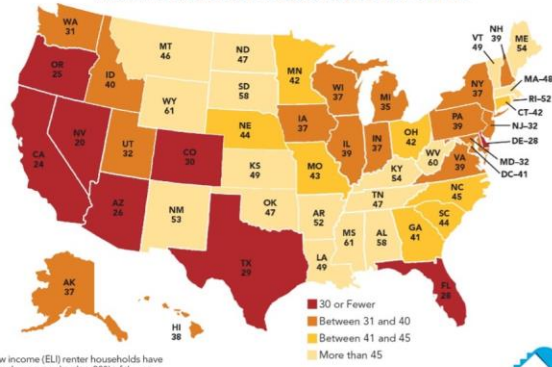 WA
31
OR
25
CA
24
NV
20
ID
40
MT
46
WY
61
UT
32
AZ
26
CO
30
NM
53
ND
47
SD
58
NE
44
KS
49
OK
47
TX
29
MN
42
IA
37
MO
43
AR
52
LA
49
WI
37
IL
39
MI
35
IN
37
OH
42
KY
54
TN
47
MS
61
AL
58
GA
41
FL
28
SC
44
NC
45
VA
39
WV
60
PA
39
NY
37
VT
49
NH
39
ME
54
MA-48
RI-52
CT-42
NJ-32
DE-28
MD-32
DC-41
AK
37
HI
38
30 or Fewer
Between 31 and 40
Between 41 and 45
More than 45
w income (ELI) renter households have